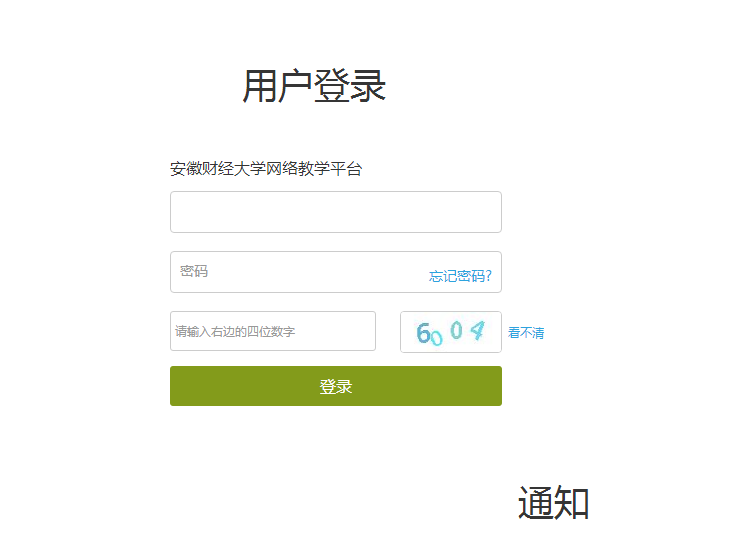 用户登录
安徽财经大学网络教学平台
密码 忘记密码?
请输入右边的四位数字 6004 看不清
登录
通知